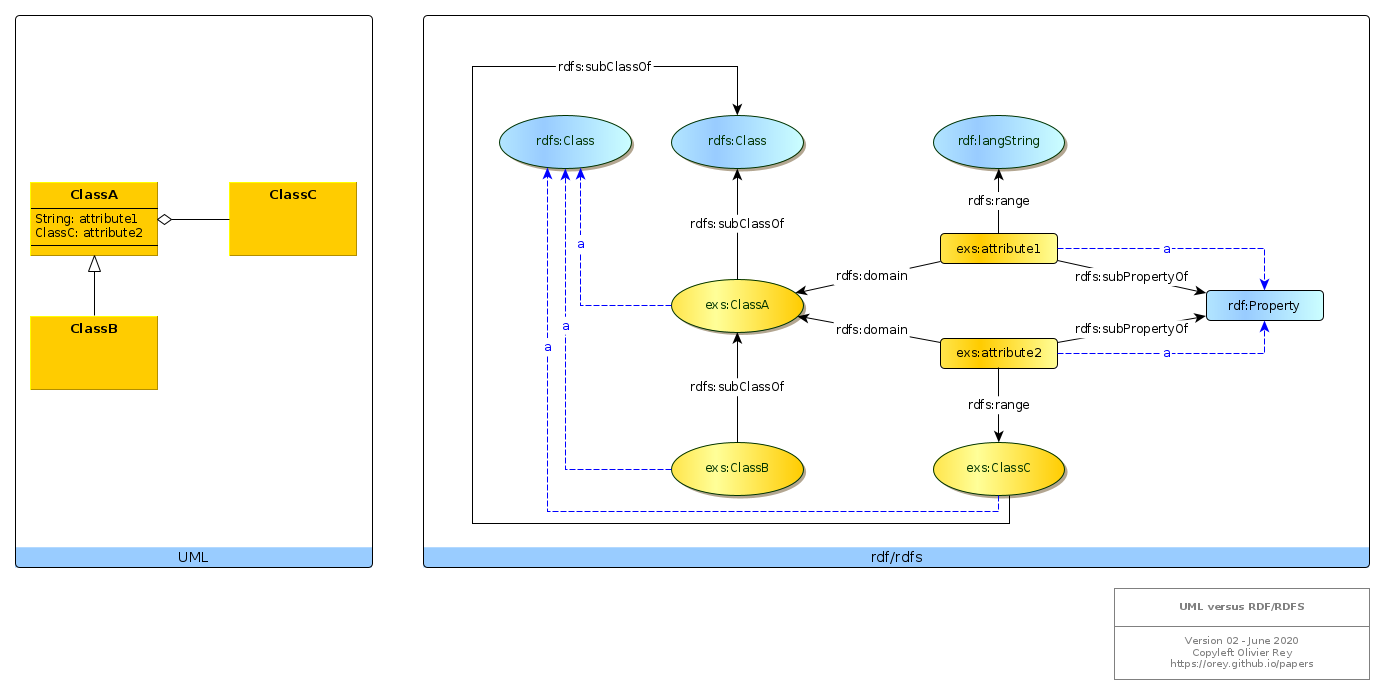 ClassA
String: attribute1
ClassC: attribute2
ClassC
ClassB
UML
rdfs:subClassOf
rdfs:Class
rdfs:Class
rdf:langString
rdfs:range
rdfs:subClassOf
a
exs:attribute1
a
rdfs:domain
rdfs:subPropertyOf
exs:ClassA
rdf:Property
a
rdfs:domain
rdfs:subPropertyOf
a
exs:attribute2
a
rdfs:subClassOf
rdfs:range
exs:ClassB
exs:ClassC
rdf/rdfs
UML versus RDF/RDFS
Version 02 - June 2020
Copyleft Olivier Rey
https://orey.github.io/papers